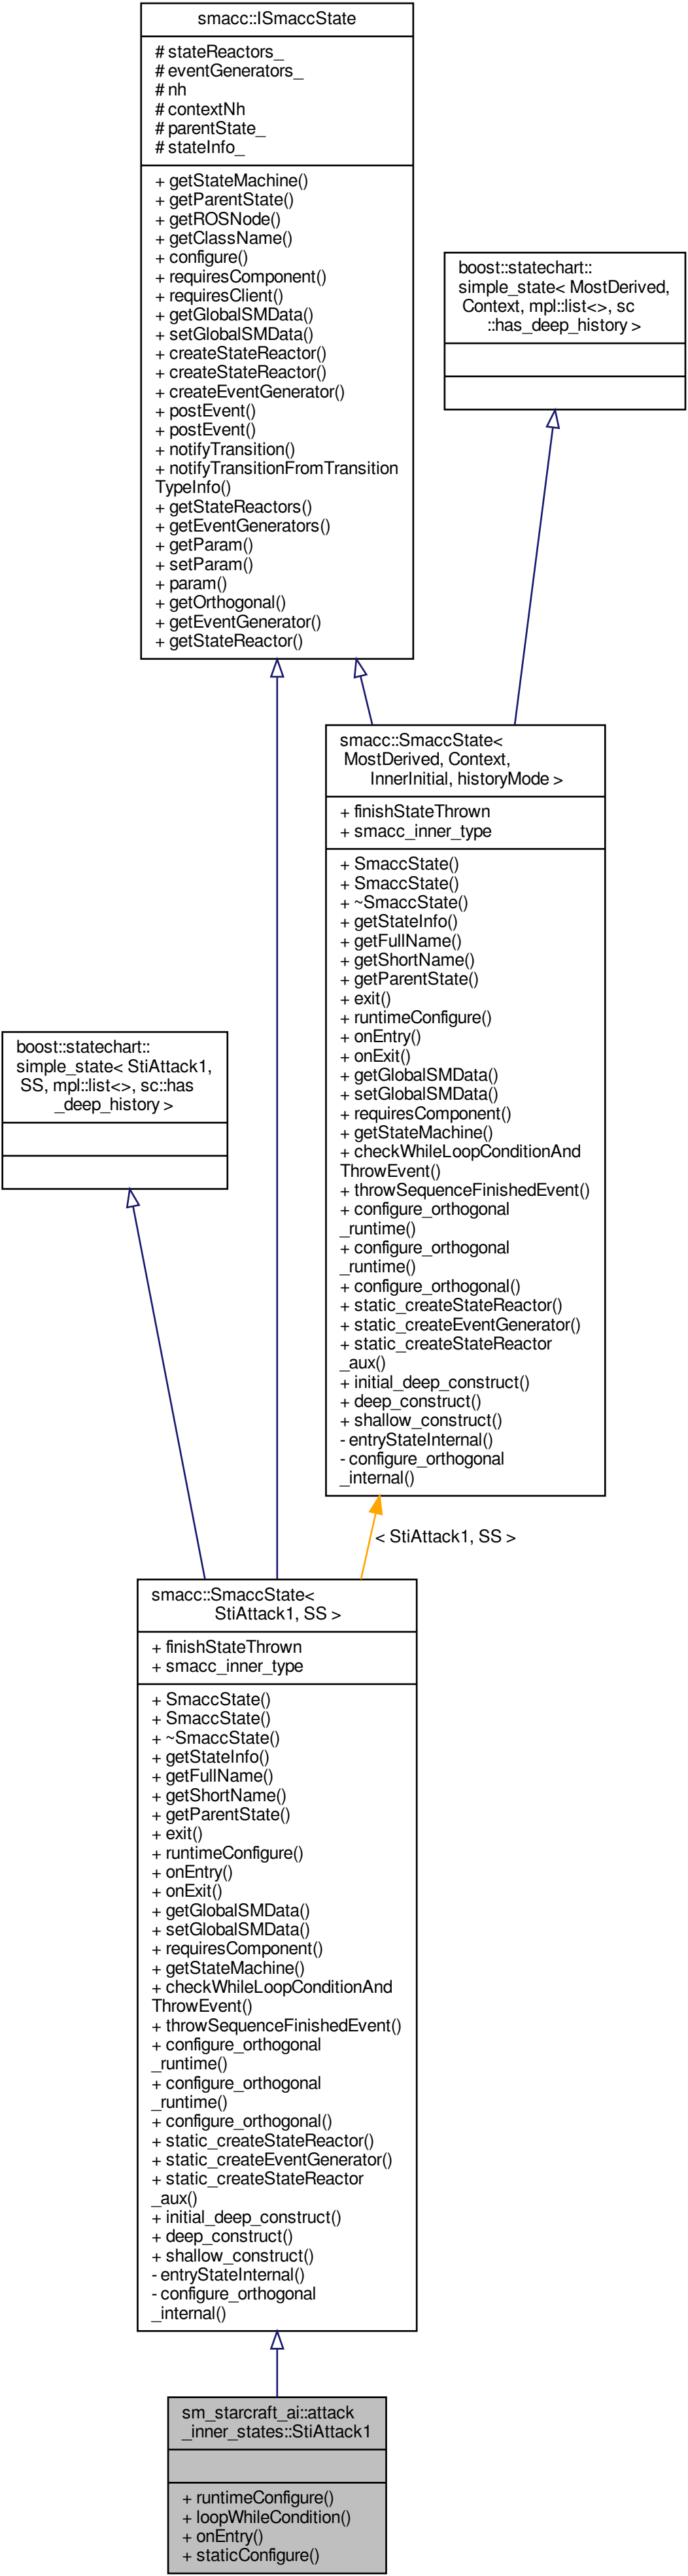 smacc::ISmaccState
# stateReactors_
# eventGenerators_
# nh
# contextNh
# parentState_
# stateInfo_
+ getStateMachine()
+ getParentState()
+ getROSNode()
+ getClassName()
+ configure()
+ requiresComponent()
+ requiresClient()
+ getGlobalSMData()
+ setGlobalSMData()
+ createStateReactor()
+ createStateReactor()
+ createEventGenerator()
+ postEvent()
+ postEvent()
+ notifyTransition()
+ notifyTransitionFromTransition
TypeInfo()
+ getStateReactors()
+ getEventGenerators()
+ getParam()
+ setParam()
+ param()
+ getOrthogonal()
+ getEventGenerator()
+ getStateReactor()
boost::statechart::
simple_state< MostDerived,
Context, mpl::list<>, sc
::has_deep_history >
smacc::SmaccState<
MostDerived, Context,
InnerInitial, historyMode >
+ finishStateThrown
+ smacc_inner_type
+ SmaccState()
+ SmaccState()
+ ~SmaccState()
+ getStateInfo()
+ getFullName()
+ getShortName()
+ getParentState()
+ exit()
+ runtimeConfigure()
+ onEntry()
+ onExit()
+ getGlobalSMData()
+ setGlobalSMData()
+ requiresComponent()
+ getStateMachine()
+ checkWhileLoopConditionAnd
ThrowEvent()
+ throwSequenceFinishedEvent()
+ configure_orthogonal
_runtime()
+ configure_orthogonal
_runtime()
+ configure_orthogonal()
+ static_createStateReactor()
+ static_createEventGenerator()
+ static_createStateReactor
_aux()
+ initial_deep_construct()
+ deep_construct()
+ shallow_construct()
- entryStateInternal()
- configure_orthogonal
_internal()
boost::statechart::
simple_state< StiAttack1,
SS, mpl::list<>, sc::has
_deep_history >
< StiAttack1, SS >
smacc::SmaccState<
StiAttack1, SS >
+ finishStateThrown
+ smacc_inner_type
+ SmaccState()
+ SmaccState()
+ ~SmaccState()
+ getStateInfo()
+ getFullName()
+ getShortName()
+ getParentState()
+ exit()
+ runtimeConfigure()
+ onEntry()
+ onExit()
+ getGlobalSMData()
+ setGlobalSMData()
+ requiresComponent()
+ getStateMachine()
+ checkWhileLoopConditionAnd
ThrowEvent()
+ throwSequenceFinishedEvent()
+ configure_orthogonal
_runtime()
+ configure_orthogonal
_runtime()
+ configure_orthogonal()
+ static_createStateReactor()
+ static_createEventGenerator()
+ static_createStateReactor
_aux()
+ initial_deep_construct()
+ deep_construct()
+ shallow_construct()
- entryStateInternal()
- configure_orthogonal
_internal()
sm_starcraft_ai::attack
_inner_states::StiAttack1
+ runtimeConfigure()
+ loopWhileCondition()
+ onEntry()
+ staticConfigure()